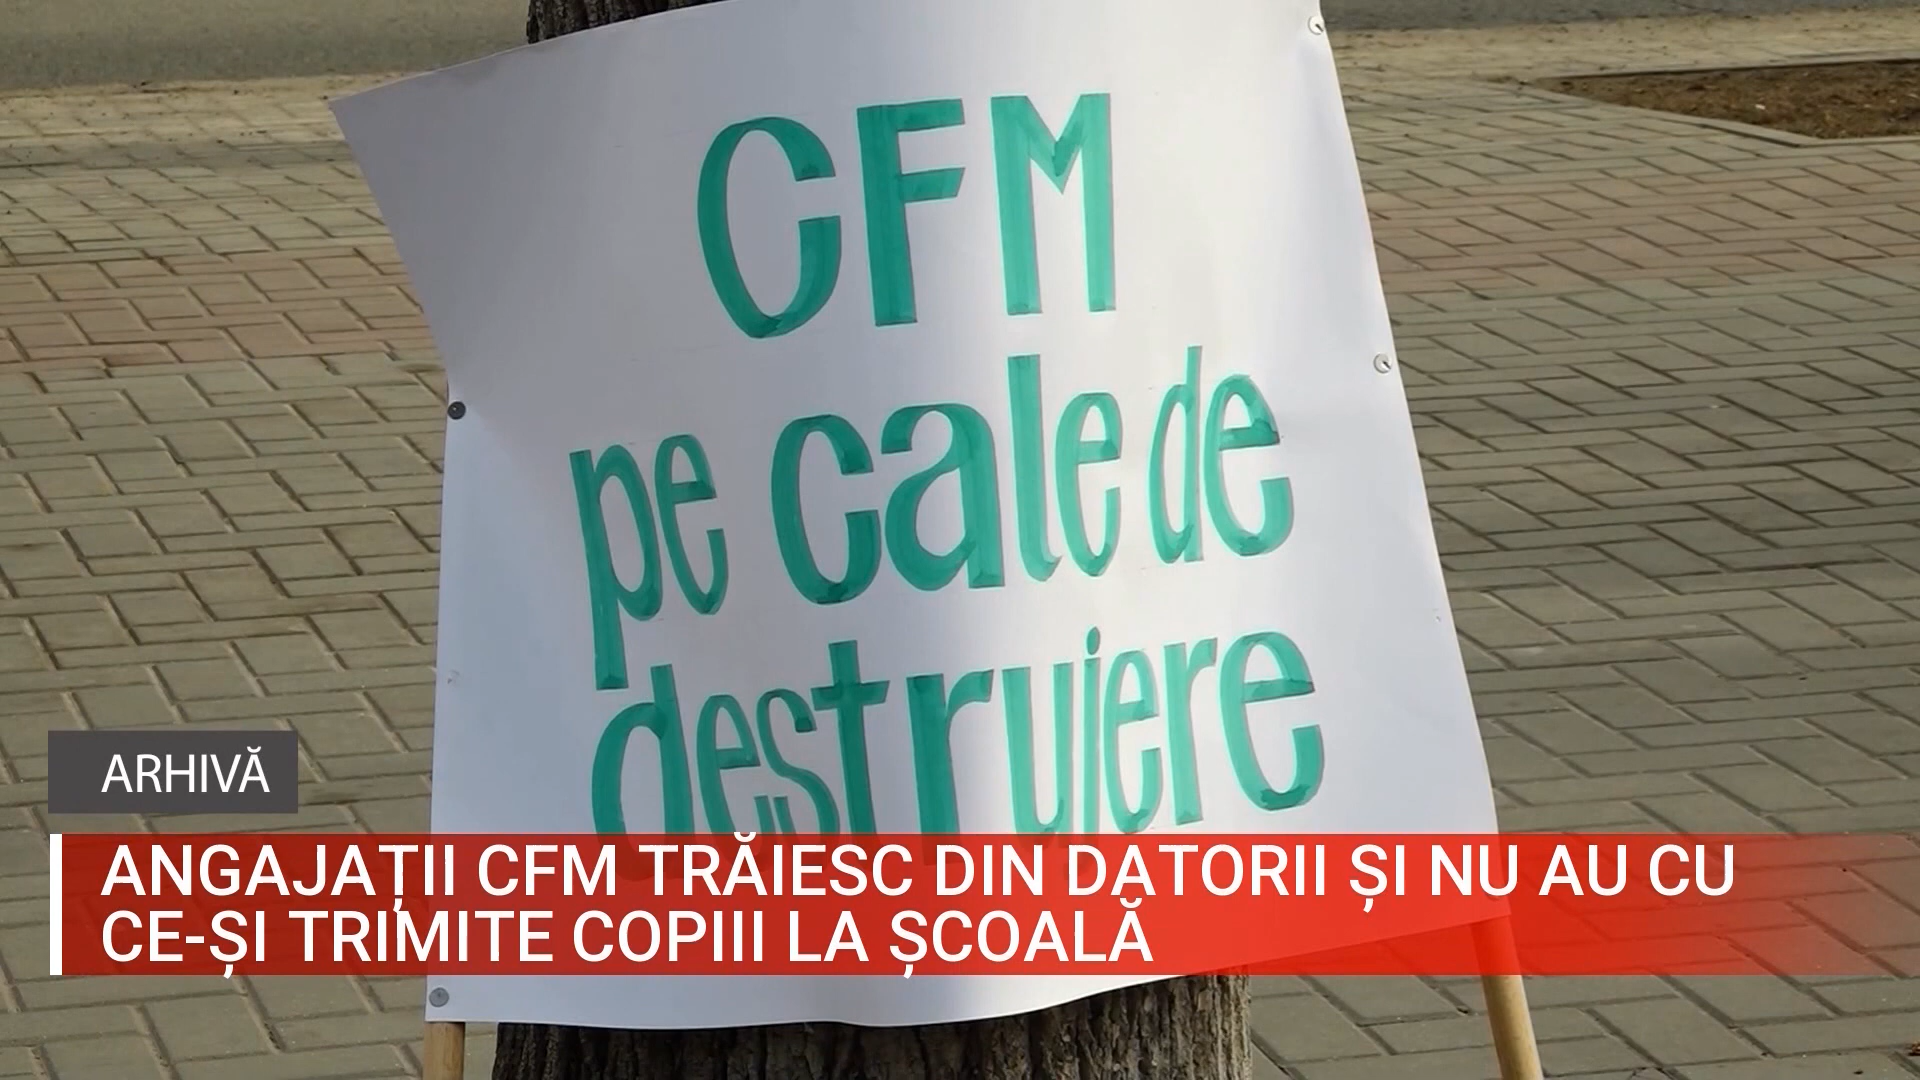 CFM
pe cale de
destrujere
ARHIVĂ
ANGAJAȚII CFM TRĂIESC DIN DATORII ȘI NU AU CU
CE-ȘI TRIMITE COPIII LA ȘCOALĂ